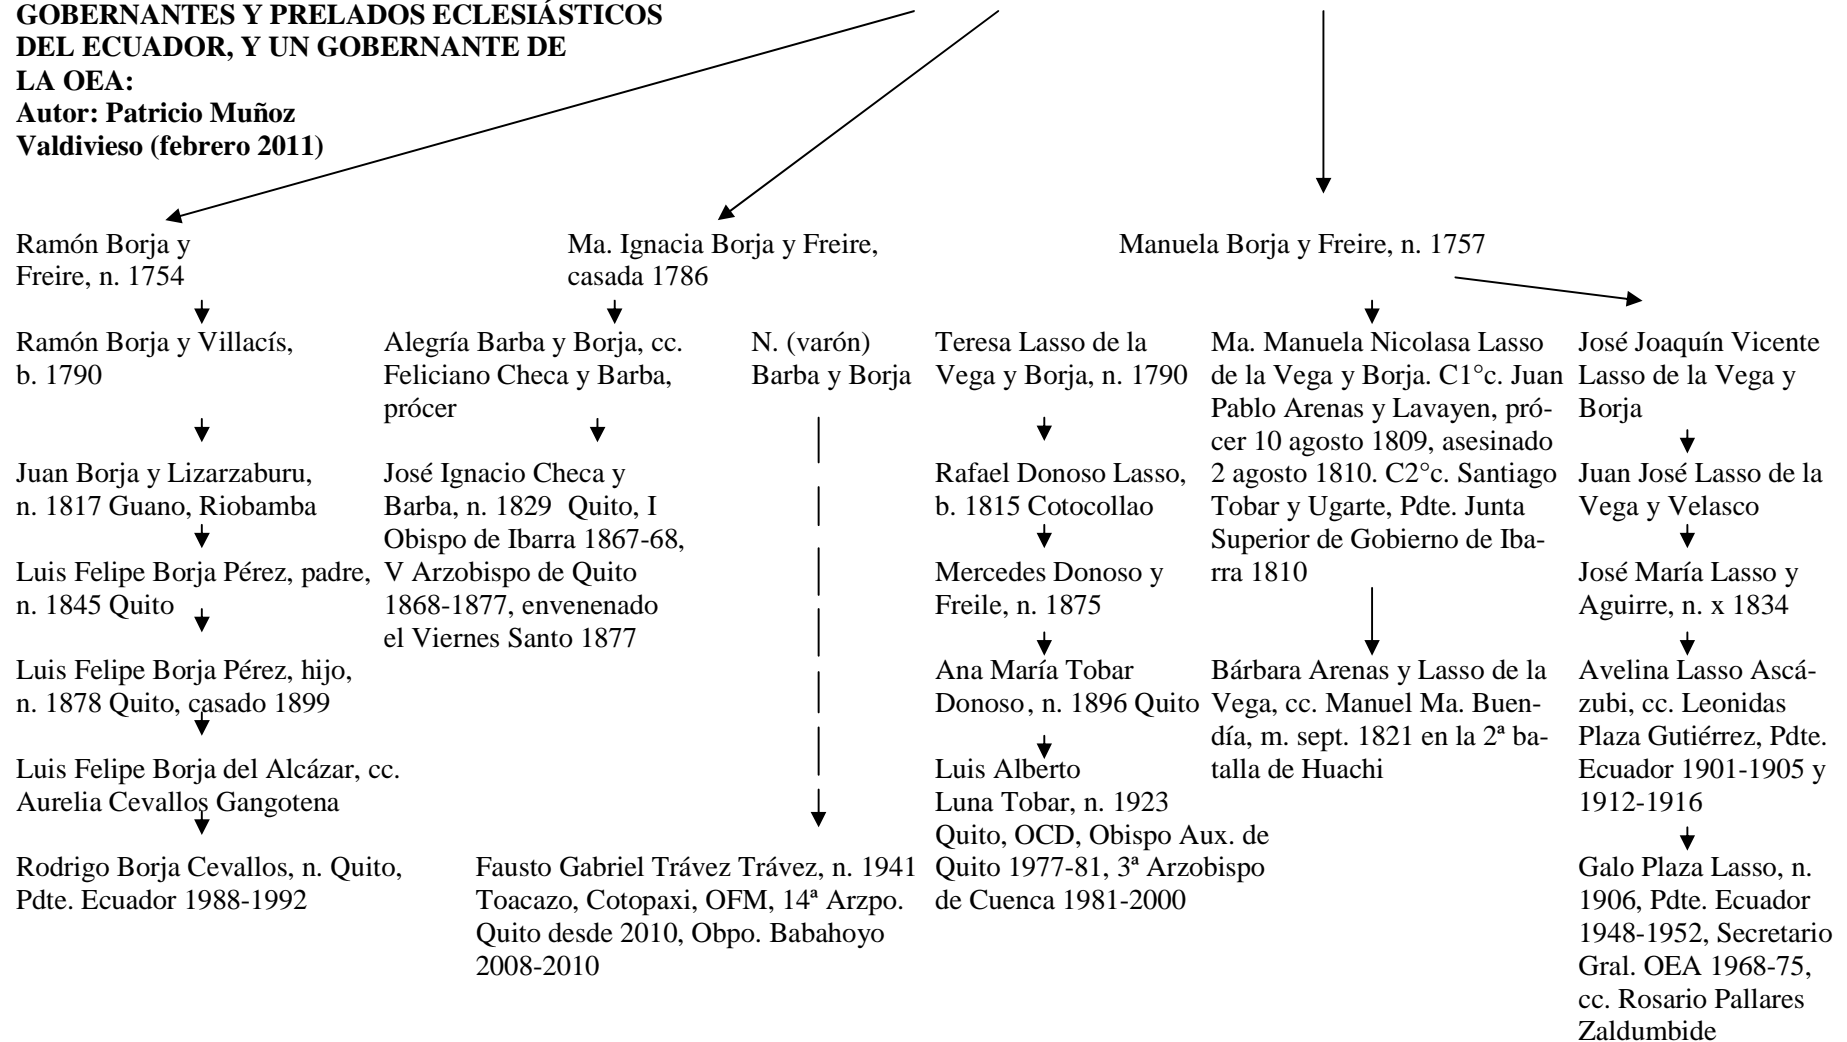 GOBERNANTES Y PRELADOS ECLESIÁSTICOS
DEL ECUADOR, Y UN GOBERNANTE DE
LA OEA:
Autor: Patricio Muñoz
Valdivieso (febrero 2011)
Ramón Borja y
Freire, n. 1754
Ma. Ignacia Borja y Freire,
casada 1786
Manuela Borja y Freire, n. 1757
Ramón Borja y Villacís,
b. 1790
Juan Borja y Lizarzaburu,
n. 1817 Guano, Riobamba
Luis Felipe Borja Pérez, padre,
n. 1845 Quito
Luis Felipe Borja Pérez, hijo,
n. 1878 Quito, casado 1899
Luis Felipe Borja del Alcázar, cc.
Aurelia Cevallos Gangotena
Rodrigo Borja Cevallos, n. Quito,
Pdte. Ecuador 1988-1992
Alegría Barba y Borja, cc.
Feliciano Checa y Barba,
prócer
José Ignacio Checa y
Barba, n. 1829 Quito, I
Obispo de Ibarra 1867-68,
V Arzobispo de Quito
1868-1877, envenenado
el Viernes Santo 1877
N. (varón)
Barba y Borja
Fausto Gabriel Trávez Trávez, n. 1941
Toacazo, Cotopaxi, OFM, 14ª Arzpo.
Quito desde 2010, Obpo. Babahoyo
2008-2010
Teresa Lasso de la
Vega y Borja, n. 1790
Rafael Donoso Lasso,
b. 1815 Cotocollao
Mercedes Donoso y
Freile, n. 1875
Ana María Tobar
Donoso, n. 1896 Quito
Luis Alberto
Luna Tobar, n. 1923
Quito, OCD, Obispo Aux. de
Quito 1977-81, 3ª Arzobispo
de Cuenca 1981-2000
Ma. Manuela Nicolasa Lasso
de la Vega y Borja. C1°c. Juan
Pablo Arenas y Lavayen, pró-
cer 10 agosto 1809, asesinado
2 agosto 1810. C2°c. Santiago
Tobar y Ugarte, Pdte. Junta
Superior de Gobierno de Iba-
rra 1810
Bárbara Arenas y Lasso de la
Vega, cc. Manuel Ma. Buen-
día, m. sept. 1821 en la 2ª ba-
talla de Huachi
José Joaquín Vicente
Lasso de la Vega y
Borja
Juan José Lasso de la
Vega y Velasco
José María Lasso y
Aguirre, n. x 1834
Avelina Lasso Ascá-
zubi, cc. Leonidas
Plaza Gutiérrez, Pdte.
Ecuador 1901-1905 y
1912-1916
Galo Plaza Lasso, n.
1906, Pdte. Ecuador
1948-1952, Secretario
Gral. OEA 1968-75,
cc. Rosario Pallares
Zaldumbide